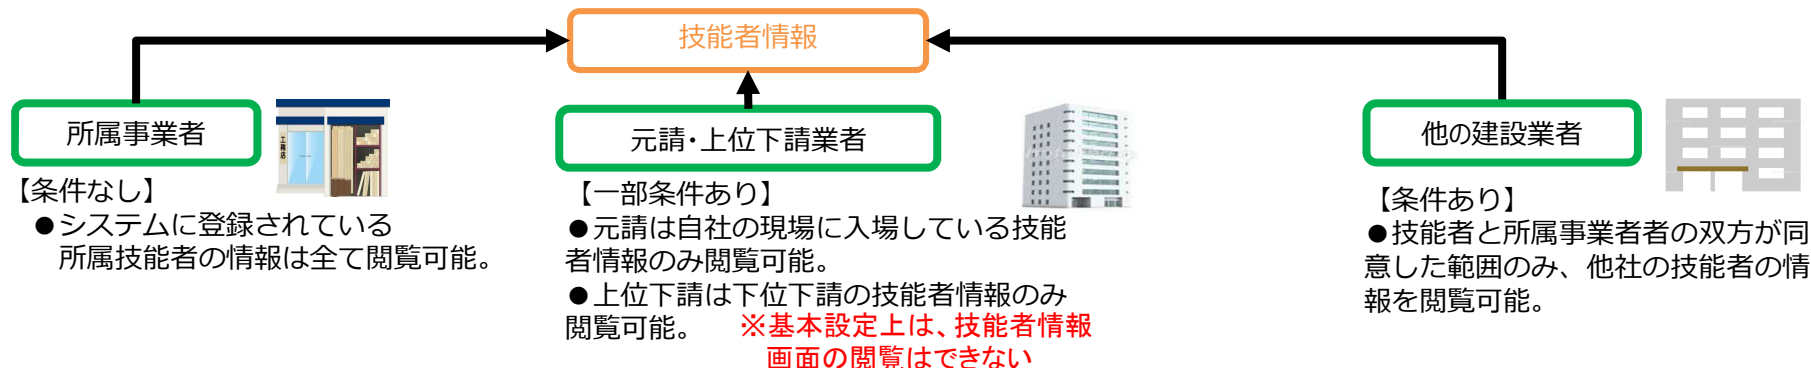 技能者情報
所属事業者
工務店
【条件なし】
●システムに登録されている
所属技能者の情報は全て閲覧可能。
元請・上位下請業者
【一部条件あり】
●元請は自社の現場に入場している技能
者情報のみ閲覧可能。
●上位下請は下位下請の技能者情報のみ
閲覧可能。
※基本設定上は、技能者情報
画面の閲覧はできない
他の建設業者
【条件あり】
●技能者と所属事業者者の双方が同
意した範囲のみ、他社の技能者の情
報を閲覧可能。